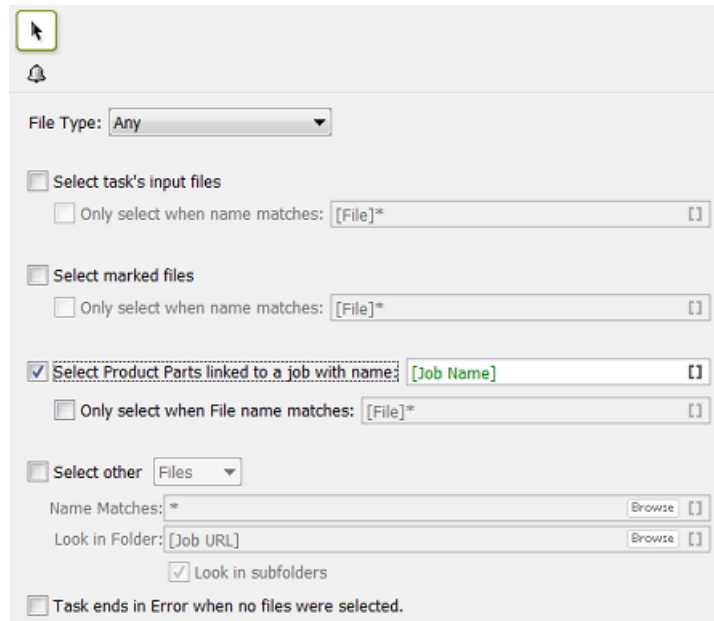 File Type: Any
Select task's input files
Only select when name matches: [File]* []
Select marked files
Only select when name matches: [File]* []
Select Product Parts linked to a job with name: [Job Name] []
Only select when File name matches: [File]* []
Select other Files
Name Matches: * Browse []
Look in Folder: [Job URL] Browse []
Look in subfolders
Task ends in Error when no files were selected.